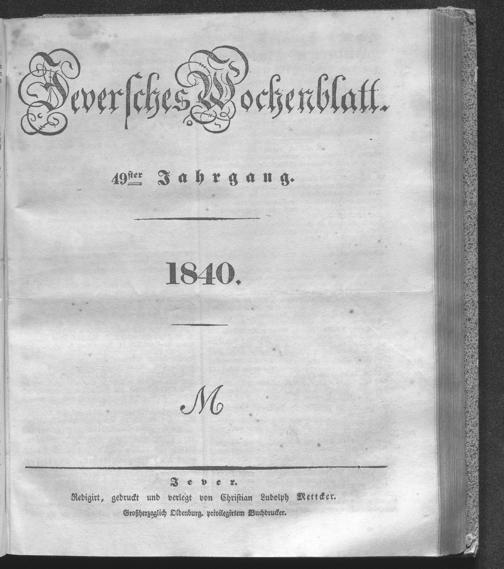 Jeversches Wochenblatt.
49ster Jahrgang.
1840.
M
Jever.
Redigirt, gedruckt und verlegt von Christian Ludolph Mettcker.
Großherzoglich Oldenburg. privilegirtem Buchdrucker.